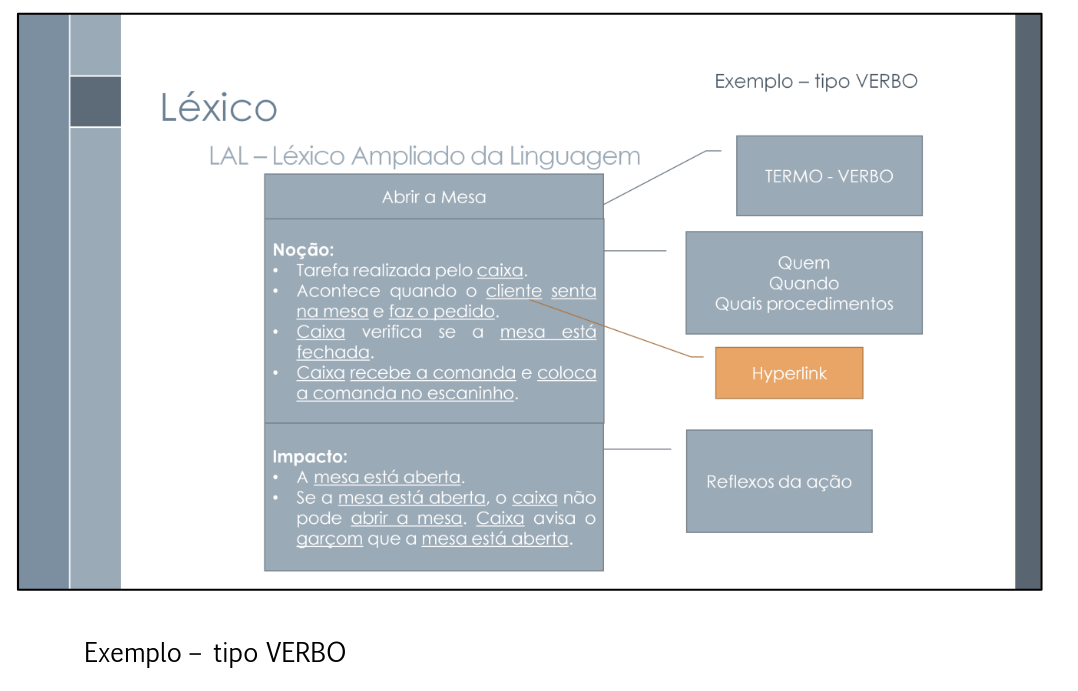 Exemplo – tipo VERBO
Léxico
LAL – Léxico Ampliado da Linguagem
Abrir a Mesa
Noção:
• Tarefa realizada pelo caixa.
• Acontece quando o cliente senta
na mesa e faz o pedido.
• Caixa verifica se a mesa está
fechada.
• Caixa recebe a comanda e coloca
a comanda no escaninho.
Impacto:
• A mesa está aberta.
• Se a mesa está aberta, o caixa não
pode abrir a mesa. Caixa avisa o
garçom que a mesa está aberta.
TERMO - VERBO
Quem
Quando
Quais procedimentos
Hyperlink
Reflexos da ação
Exemplo – tipo VERBO